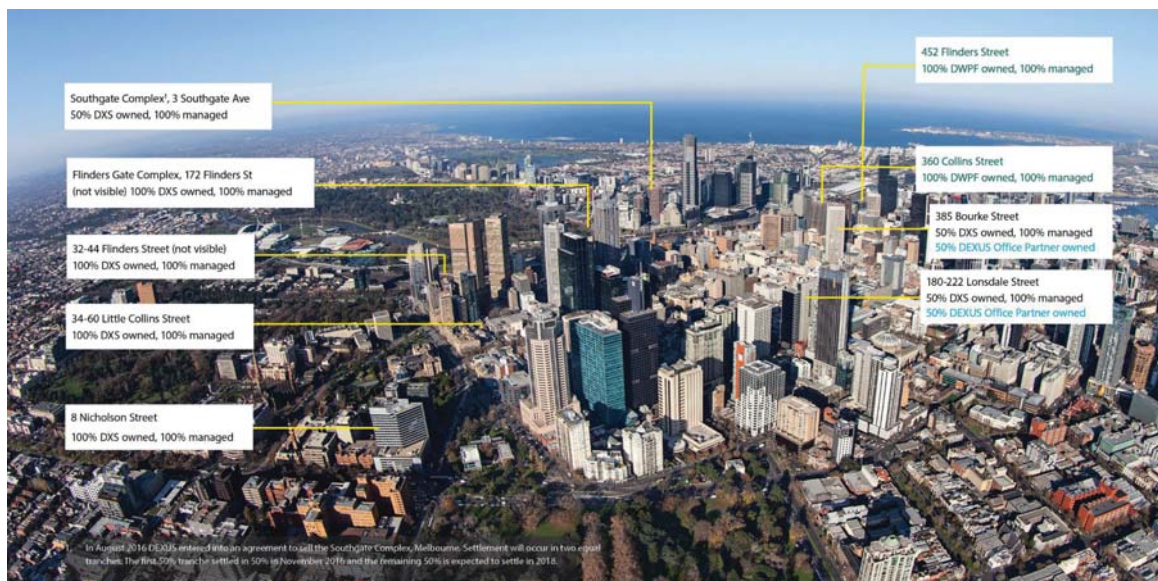 Southgate Complex¹, 3 Southgate Ave
50% DXS owned, 100% managed
Flinders Gate Complex, 172 Flinders St
(not visible) 100% DXS owned, 100% managed
32-44 Flinders Street (not visible)
100% DXS owned, 100% managed
34-60 Little Collins Street
100% DXS owned, 100% managed
8 Nicholson Street
100% DXS owned, 100% managed
452 Flinders Street
100% DWPF owned, 100% managed
360 Collins Street
100% DWPF owned, 100% managed
385 Bourke Street
50% DXS owned, 100% managed
50% DEXUS Office Partner owned
180-222 Lonsdale Street
50% DXS owned, 100% managed
50% DEXUS Office Partner owned
1. In August 2016 DEXUS entered into an agreement to sell the Southgate Complex, Melbourne. Settlement will occur in two equal
tranches. The first 50% tranche settled in 50% in November 2016 and the remaining 50% is expected to settle in 2018.